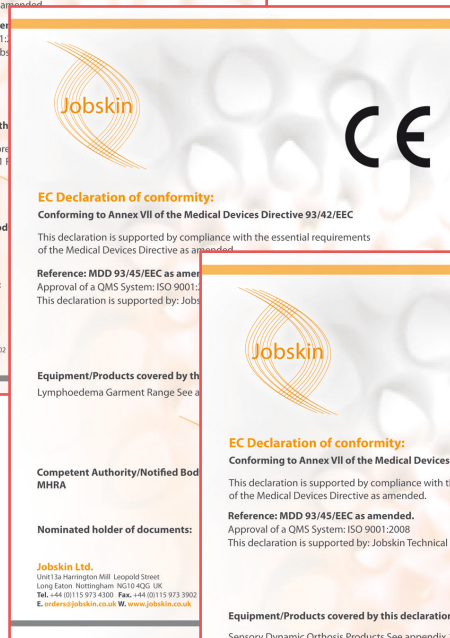 amended
Jobskin
CE
EC Declaration of conformity:
Conforming to Annex VII of the Medical Devices Directive 93/42/EEC
This declaration is supported by compliance with the essential requirements
of the Medical Devices Directive as amended
Reference: MDD 93/45/EEC as amen
Approval of a QMS System: ISO 9001:2
This declaration is supported by: Jobs
Equipment/Products covered by th
Lymphoedema Garment Range See a
Competent Authority/Notified Bod
MHRA
Nominated holder of documents:
Jobskin Ltd.
Unit13a Harrington Mill Leopold Street
Long Eaton Nottingham NG10 4QG UK
Tel. +44 (0)115 973 4300 Fax. +44 (0)115 973 3902
E. orders@jobskin.co.uk W. www.jobskin.co.uk
Jobskin
EC Declaration of conformity:
Conforming to Annex VII of the Medical Devices
This declaration is supported by compliance with th
of the Medical Devices Directive as amended.
Reference: MDD 93/45/EEC as amended.
Approval of a QMS System: ISO 9001:2008
This declaration is supported by: Jobskin Technical
Equipment/Products covered by this declaration
Sensory Dynamic Orthosis Products See appendix